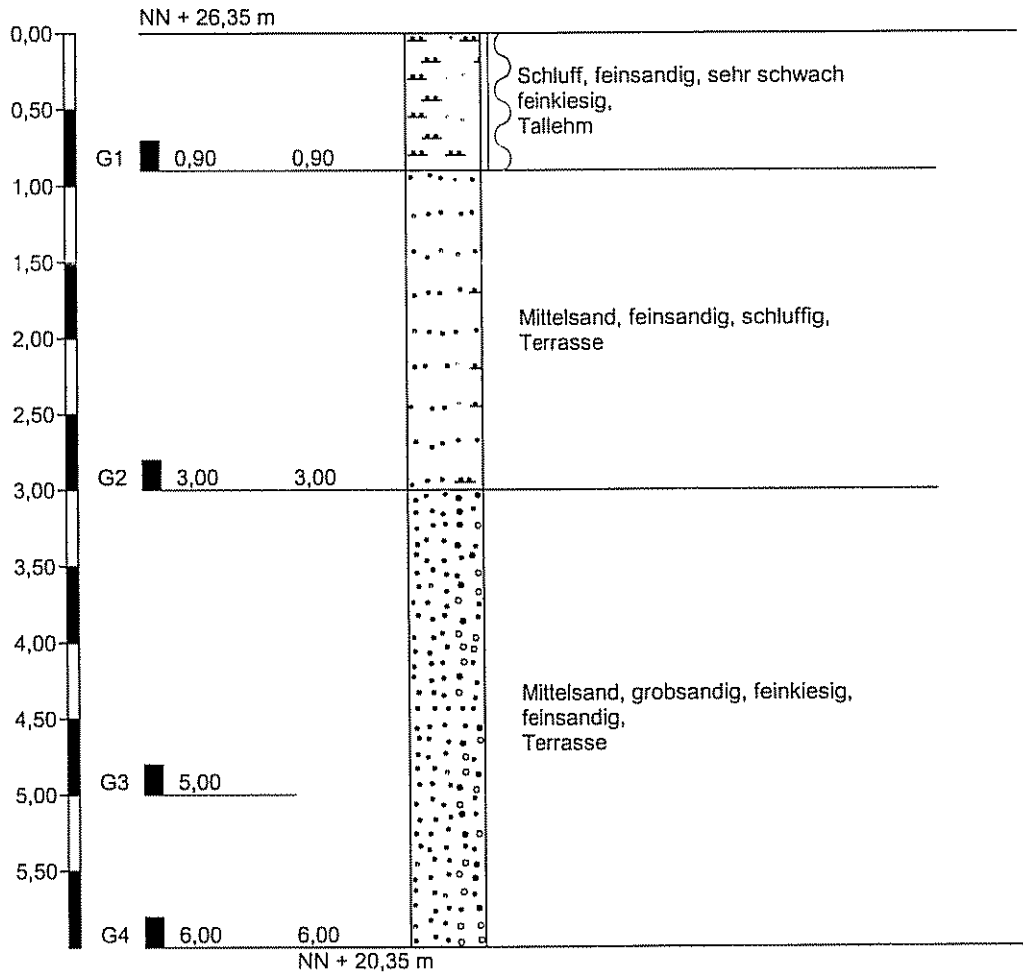 NN + 26,35 m
0,00
Schluff, feinsandig, sehr schwach
feinkiesig,
Tallehm
0,50
G1 0,90 0,90
1,00
1,50
Mittelsand, feinsandig, schluffig,
Terrasse
2,00
2,50
G2 3,00 3,00
3,00
3,50
4,00
Mittelsand, grobsandig, feinkiesig,
feinsandig,
Terrasse
4,50
G3 5,00
5,00
5,50
G4 6,00 6,00
NN + 20,35 m